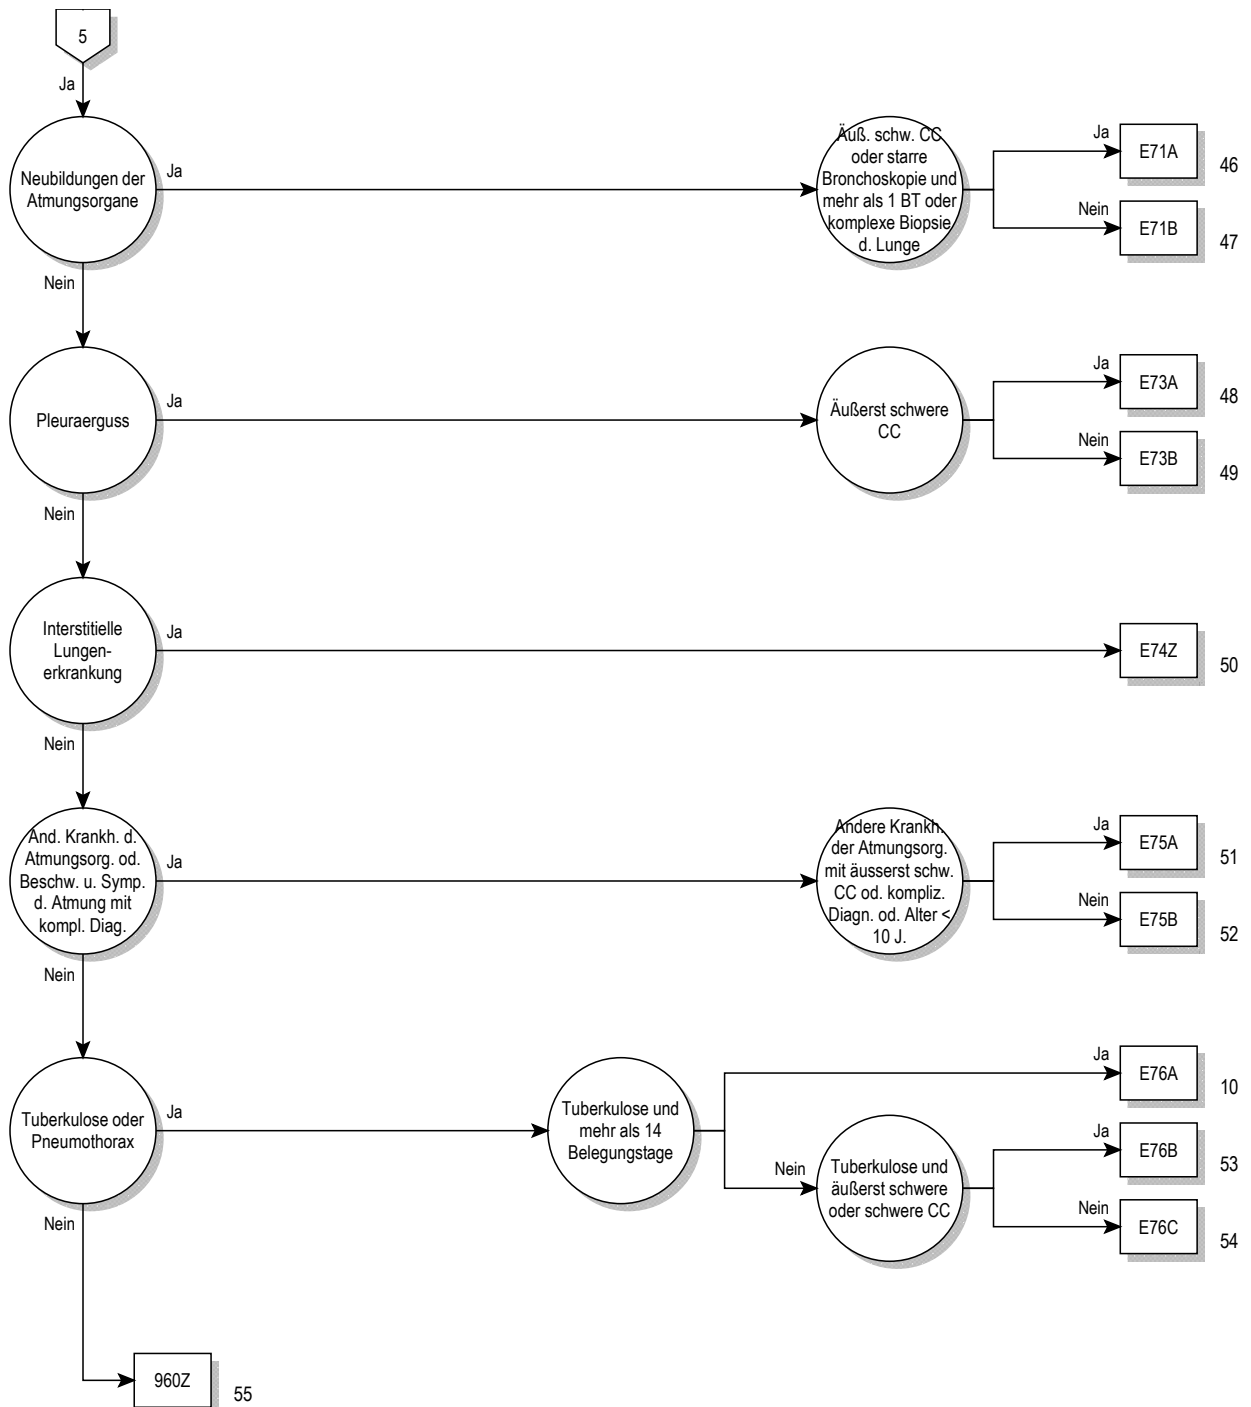 5
Ja
Neubildungen der
Atmungsorgane
Ja
Äuß. schw. CC
oder starre
Bronchoskopie und
mehr als 1 BT oder
komplexe Biopsie
d. Lunge
Ja
E71A
46
Nein
E71B
47
Nein
Pleuraerguss
Ja
Äußerst schwere
CC
Ja
E73A
48
Nein
E73B
49
Nein
Interstitielle
Lungen-
erkrankung
Ja
E74Z
50
Nein
And. Krankh. d.
Atmungsorg. od.
Beschw. u. Symp.
d. Atmung mit
kompl. Diag.
Ja
Andere Krankh.
der Atmungsorg.
mit äusserst schw.
CC od. kompliz.
Diagn. od. Alter <
10 J.
Ja
E75A
51
Nein
E75B
52
Nein
Tuberkulose oder
Pneumothorax
Ja
Tuberkulose und
mehr als 14
Belegungstage
Ja
E76A
10
Nein
Tuberkulose und
äußerst schwere
oder schwere CC
Ja
E76B
53
Nein
E76C
54
Nein
960Z
55